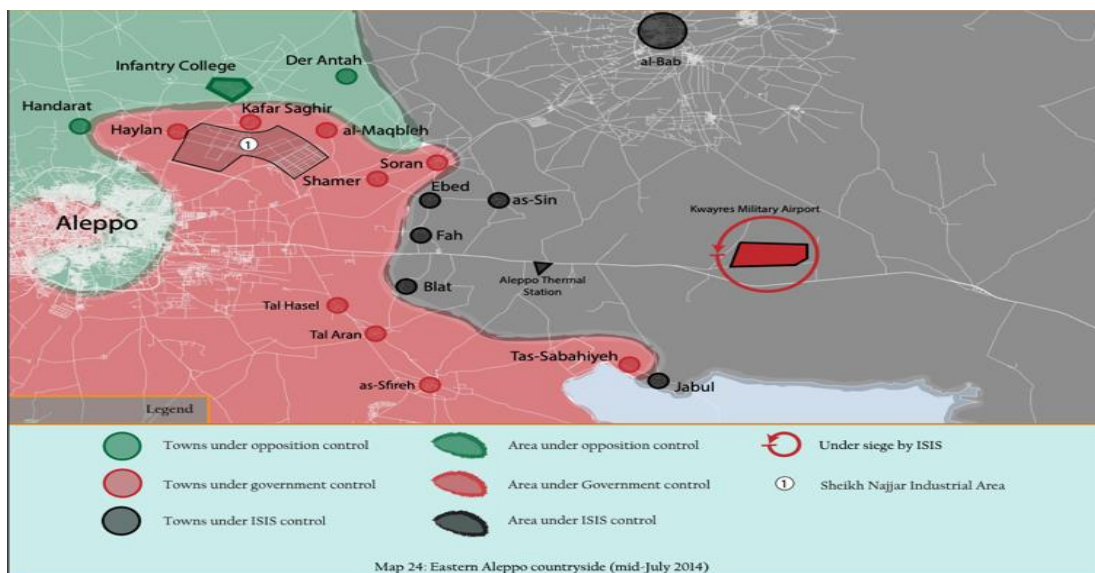 al-Bab
Infantry College
Der Antah
Handarat
Kafar Saghir
Haylan
al-Maqbleh
1
Soran
Shamer
Ebed
as-Sin
Aleppo
Kwayres Military Airport
Fah
Aleppo Thermal
Station
Blat
Tal Hasel
Tal Aran
Tas-Sabahiyeh
as-Sfireh
Jabul
Legend
Towns under opposition control
Area under opposition control
Under siege by ISIS
Towns under government control
Area under Government control
1 Sheikh Najjar Industrial Area
Towns under ISIS control
Area under ISIS control
Map 24: Eastern Aleppo countryside (mid-July 2014)